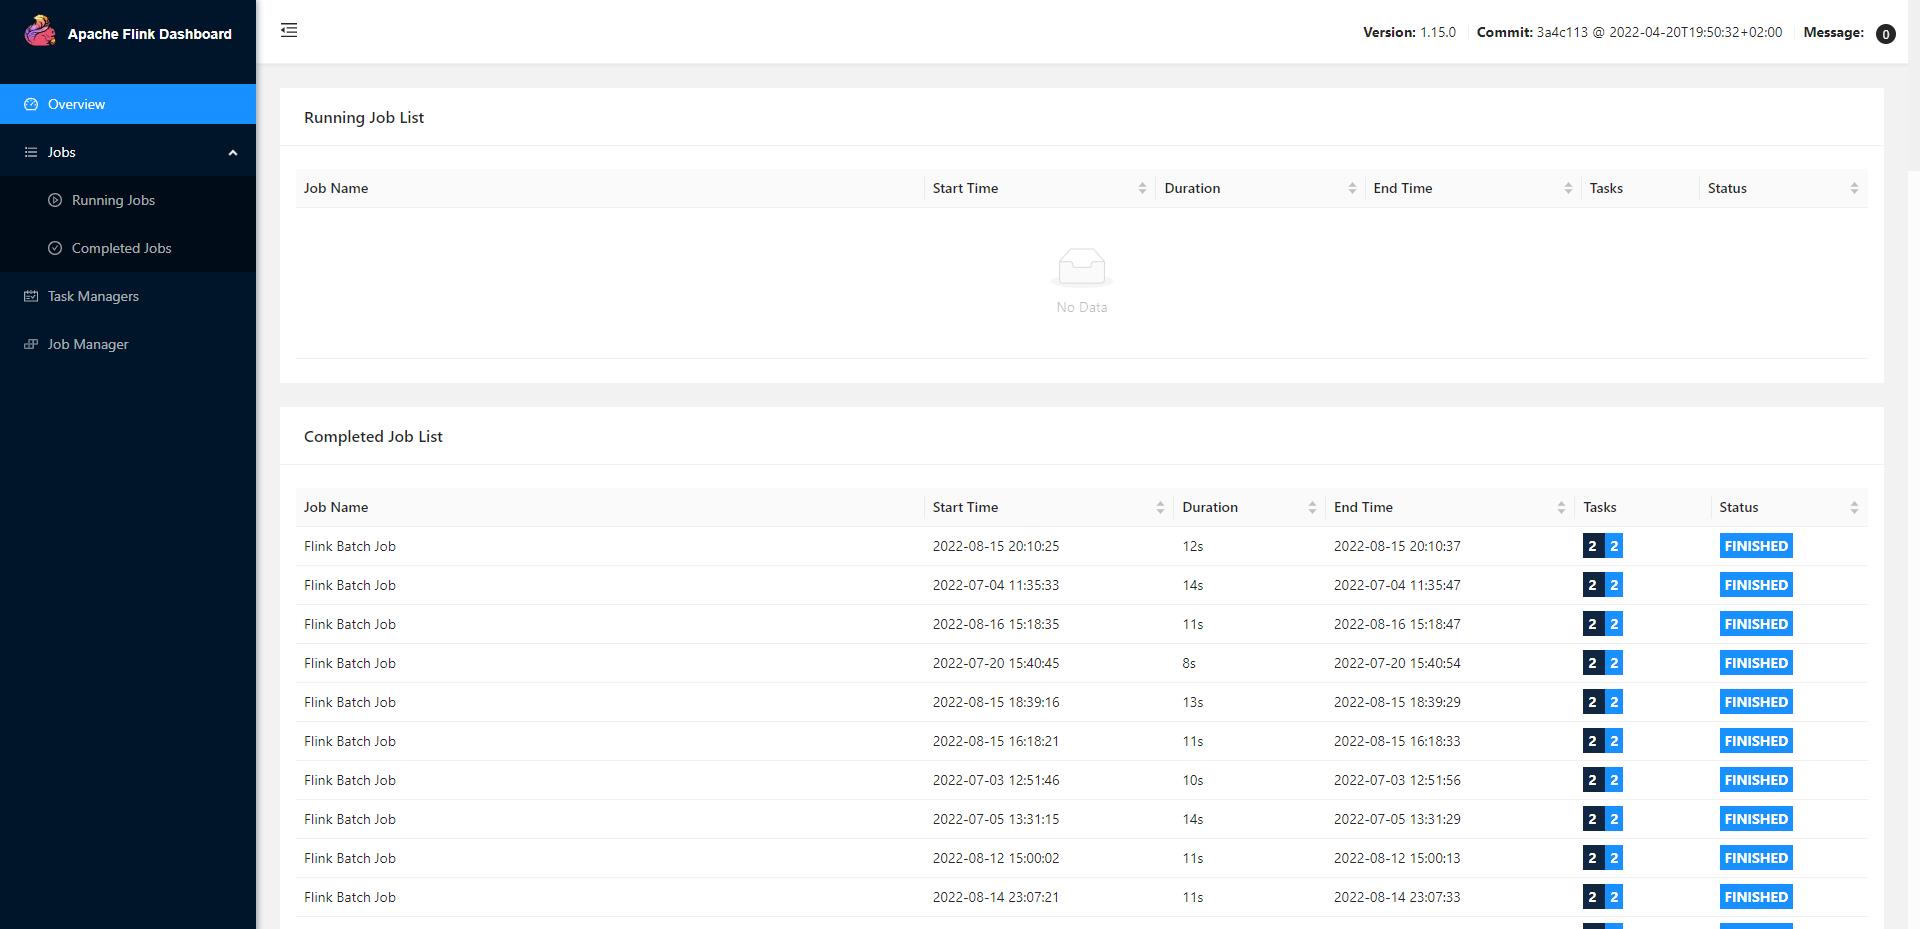 Apache Flink Dashboard
Version: 1.15.0 Commit: 3a4c113 @ 2022-04-20T19:50:32+02:00 Message: 0
Overview
Jobs
Running Jobs
Completed Jobs
Task Managers
Job Manager
Running Job List
Job Name Start Time Duration End Time Tasks Status
No Data
Completed Job List
Job Name Start Time Duration End Time Tasks Status
Flink Batch Job 2022-08-15 20:10:25 12s 2022-08-15 20:10:37 2 2 FINISHED
Flink Batch Job 2022-07-04 11:35:33 14s 2022-07-04 11:35:47 2 2 FINISHED
Flink Batch Job 2022-08-16 15:18:35 11s 2022-08-16 15:18:47 2 2 FINISHED
Flink Batch Job 2022-07-20 15:40:45 8s 2022-07-20 15:40:54 2 2 FINISHED
Flink Batch Job 2022-08-15 18:39:16 13s 2022-08-15 18:39:29 2 2 FINISHED
Flink Batch Job 2022-08-15 16:18:21 11s 2022-08-15 16:18:33 2 2 FINISHED
Flink Batch Job 2022-07-03 12:51:46 10s 2022-07-03 12:51:56 2 2 FINISHED
Flink Batch Job 2022-07-05 13:31:15 14s 2022-07-05 13:31:29 2 2 FINISHED
Flink Batch Job 2022-08-12 15:00:02 11s 2022-08-12 15:00:13 2 2 FINISHED
Flink Batch Job 2022-08-14 23:07:21 11s 2022-08-14 23:07:33 2 2 FINISHED